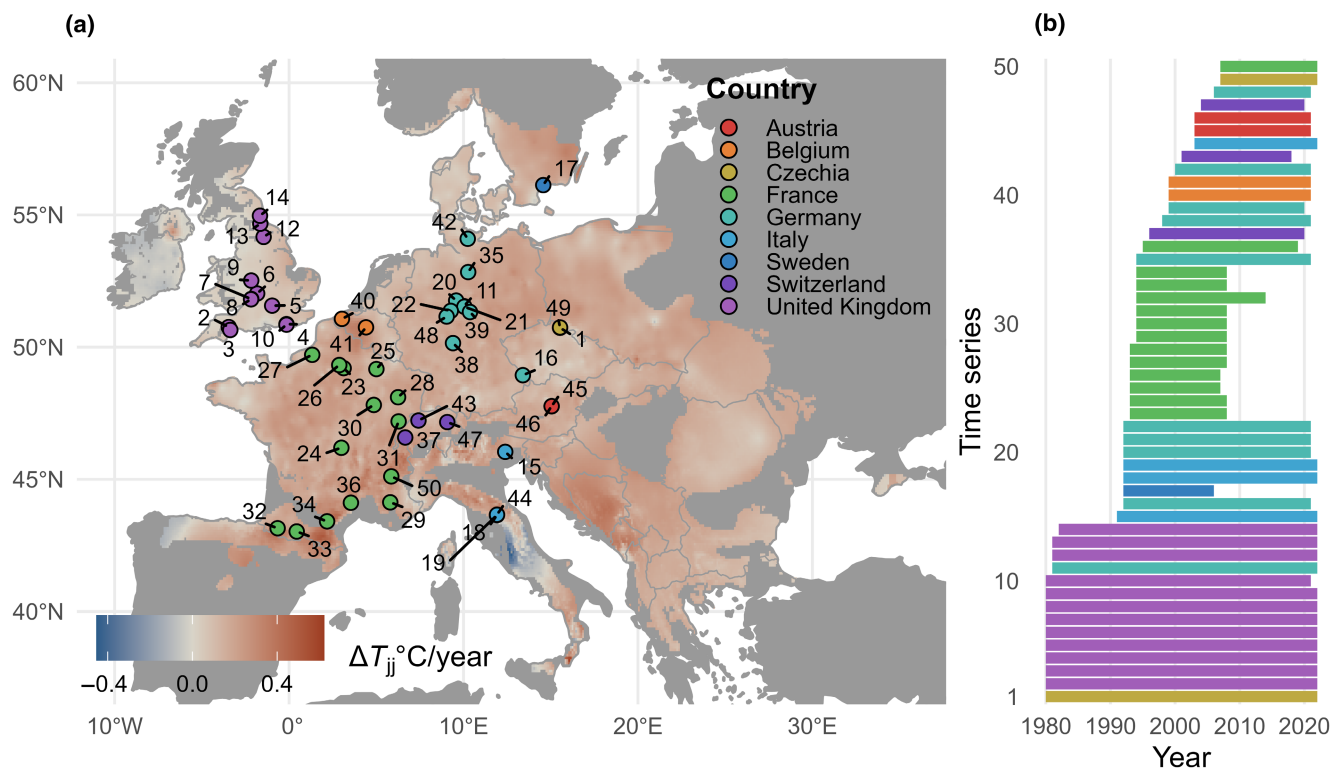 (a)
(b)
60°N
55°N
50°N
45°N
40°N
10°W
0°
10°E
20°E
30°E
Country
Austria
Belgium
Czechia
France
Germany
Italy
Sweden
Switzerland
United Kingdom
17
14
12
13
42
9
6
7
35
8
5
20
11
2
40
22
49
10
4
21
3
41
48
39
1
27
25
38
16
26
23
28
45
30
43
46
24
31
37
47
15
36
50
34
44
32
29
18
33
19
ΔTjj°C/year
−0.4
0.0
0.4
Time series
50
40
30
20
10
1
1980
1990
2000
2010
2020
Year